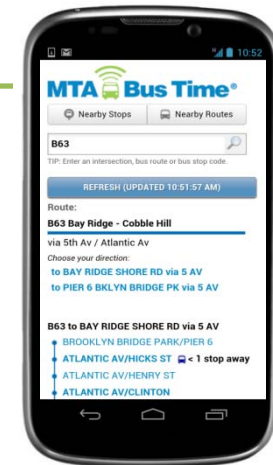 10:52
MTA Bus Time®
Nearby Stops Nearby Routes
B63
TIP: Enter an intersection, bus route or bus stop code.
REFRESH (UPDATED 10:51:57 AM)
Route:
B63 Bay Ridge - Cobble Hill
via 5th Av / Atlantic Av
Choose your direction:
to BAY RIDGE SHORE RD via 5 AV
to PIER 6 BKLYN BRIDGE PK via 5 AV
B63 to BAY RIDGE SHORE RD via 5 AV
BROOKLYN BRIDGE PARK/PIER 6
ATLANTIC AV/HICKS ST < 1 stop away
ATLANTIC AV/HENRY ST
ATLANTIC AV/CLINTON